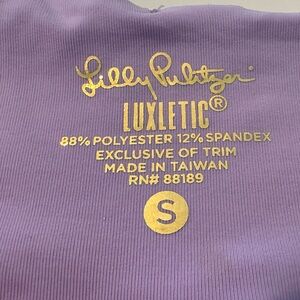 Lilly Pulitzer
LUXLETIC®
88% POLYESTER 12% SPANDEX
EXCLUSIVE OF TRIM
MADE IN TAIWAN
RN# 88189
S